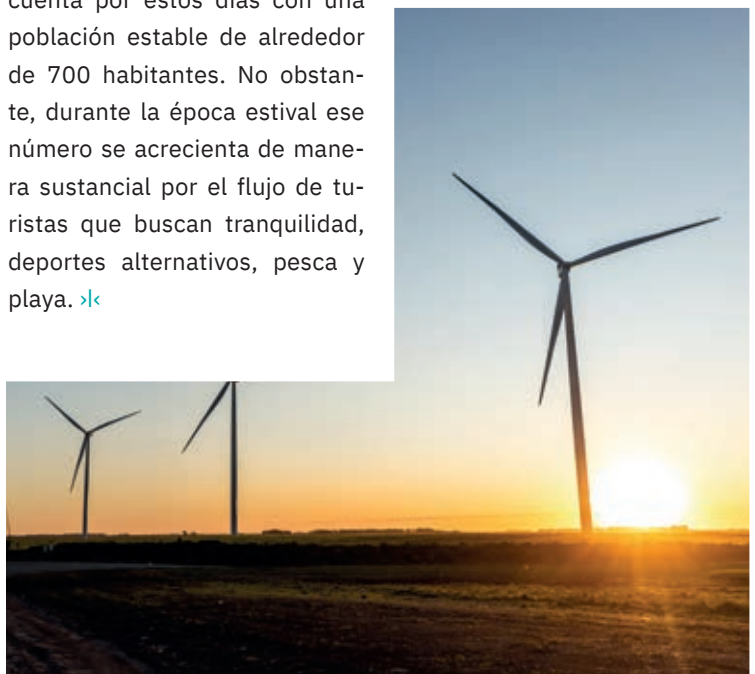 cuenta por estos días con una
población estable de alrededor
de 700 habitantes. No obstan-
te, durante la época estival ese
número se acrecienta de mane-
ra sustancial por el flujo de tu-
ristas que buscan tranquilidad,
deportes alternativos, pesca y
playa. ›|‹